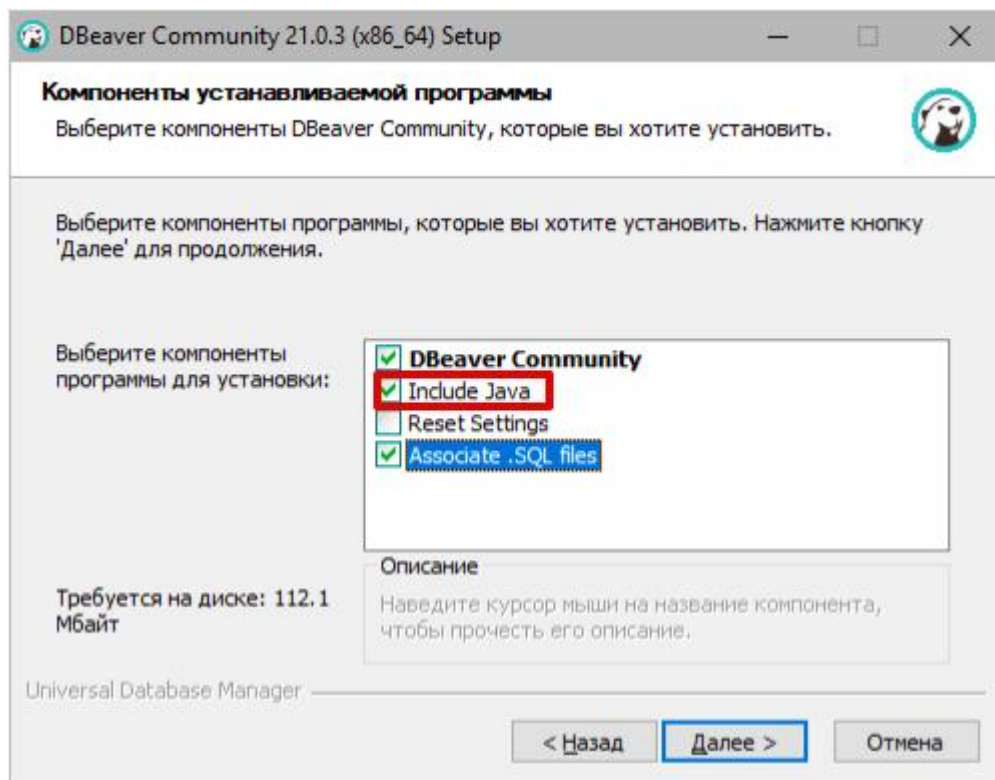 DBeaver Community 21.0.3 (x86_64) Setup
Компоненты устанавливаемой программы
Выберите компоненты DBeaver Community, которые вы хотите установить.
Выберите компоненты программы, которые вы хотите установить. Нажмите кнопку
'Далее' для продолжения.
Выберите компоненты
программы для установки:
DBeaver Community
Include Java
Reset Settings
Associate .SQL files
Требуется на диске: 112.1
Мбайт
Описание
Наведите курсор мыши на название компонента,
чтобы прочесть его описание.
Universal Database Manager
< Назад
Далее >
Отмена